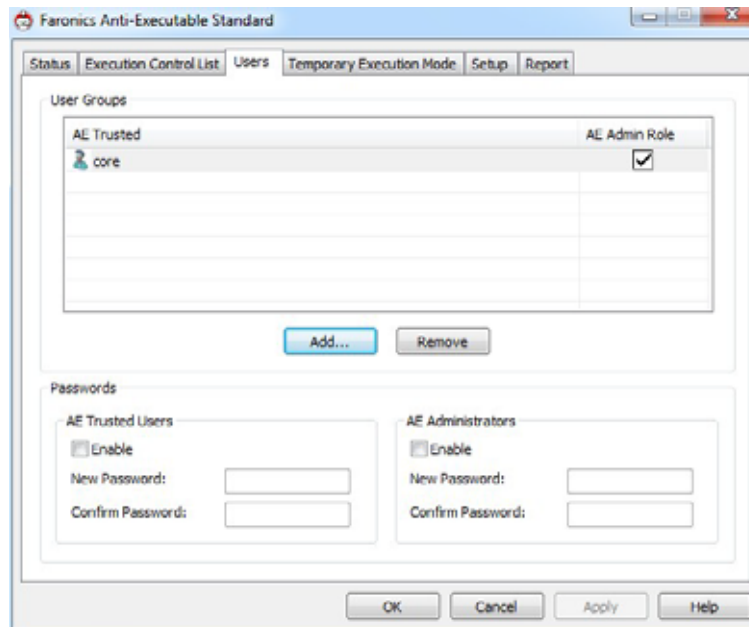 Faronics Anti-Executable Standard
Status Execution Control List Users Temporary Execution Mode Setup Report
User Groups
AE Trusted AE Admin Role
core
Add... Remove
Passwords
AE Trusted Users AE Administrators
Enable Enable
New Password: New Password:
Confirm Password: Confirm Password:
OK Cancel Apply Help